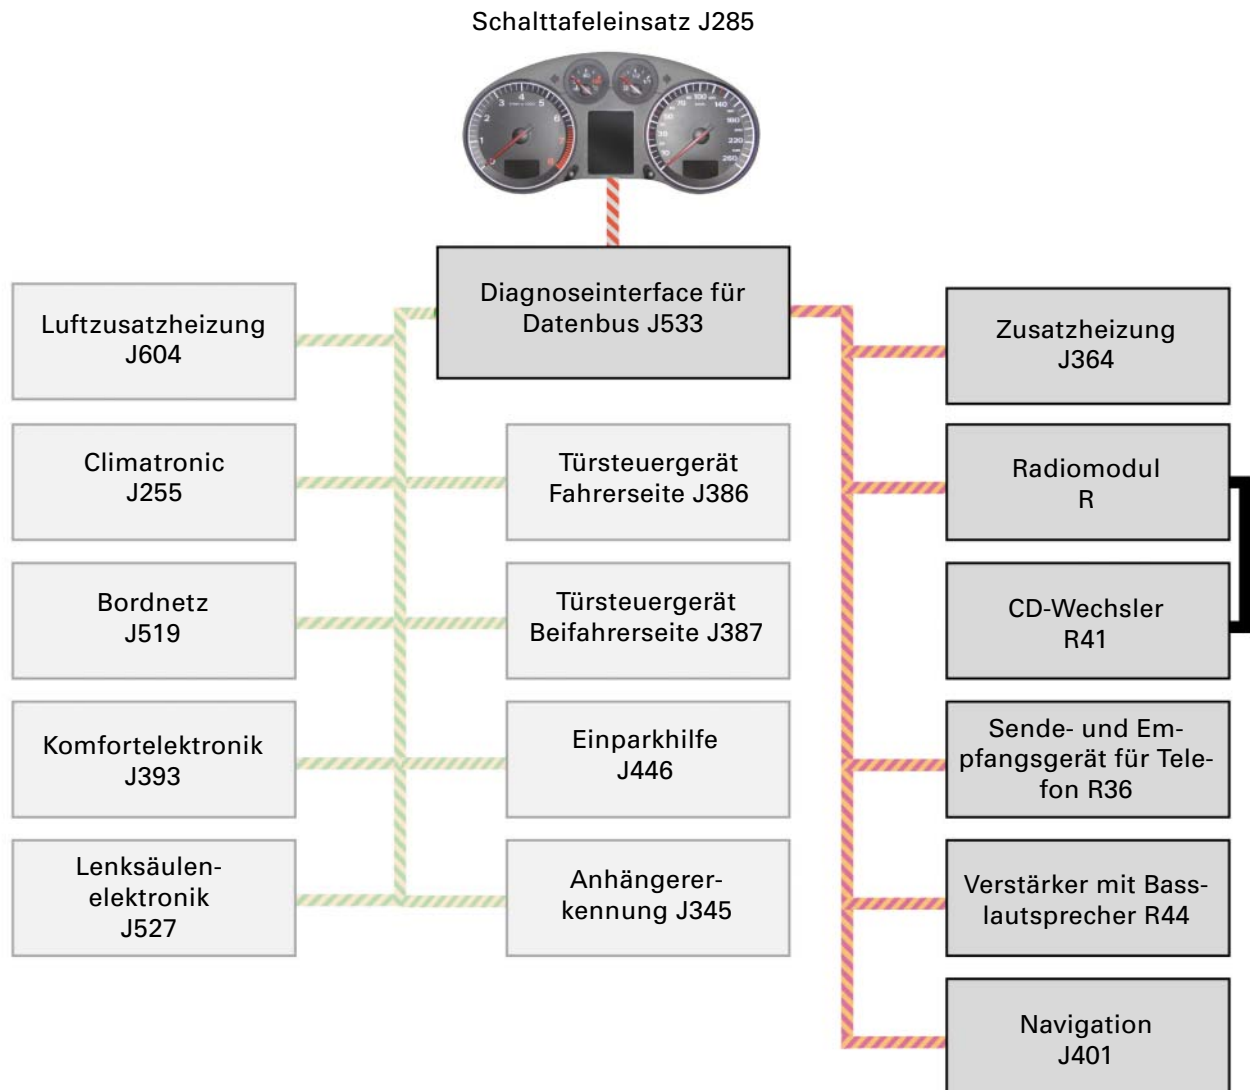 Schalttafeleinsatz J285
Diagnoseinterface für
Datenbus J533
Luftzusatzheizung
J604
Climatronic
J255
Bordnetz
J519
Komfortelektronik
J393
Lenksäulen-
elektronik
J527
Türsteuergerät
Fahrerseite J386
Türsteuergerät
Beifahrerseite J387
Einparkhilfe
J446
Anhängerer-
kennung J345
Zusatzheizung
J364
Radiomodul
R
CD-Wechsler
R41
Sende- und Em-
pfangsgerät für Tele-
fon R36
Verstärker mit Bass-
lautsprecher R44
Navigation
J401